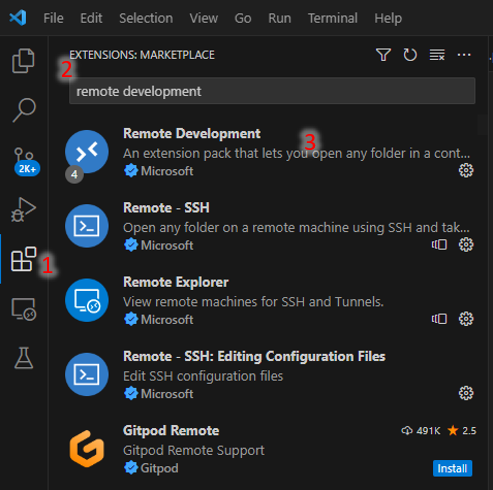 File Edit Selection View Go Run Terminal Help
EXTENSIONS: MARKETPLACE
2
remote development
Remote Development
3
An extension pack that lets you open any folder in a cont...
4
Microsoft
2K+
Remote - SSH
Open any folder on a remote machine using SSH and tak...
Microsoft
1
Remote Explorer
View remote machines for SSH and Tunnels.
Microsoft
Remote - SSH: Editing Configuration Files
Edit SSH configuration files
Microsoft
Gitpod Remote 491K 2.5
Gitpod Remote Support
Gitpod Install